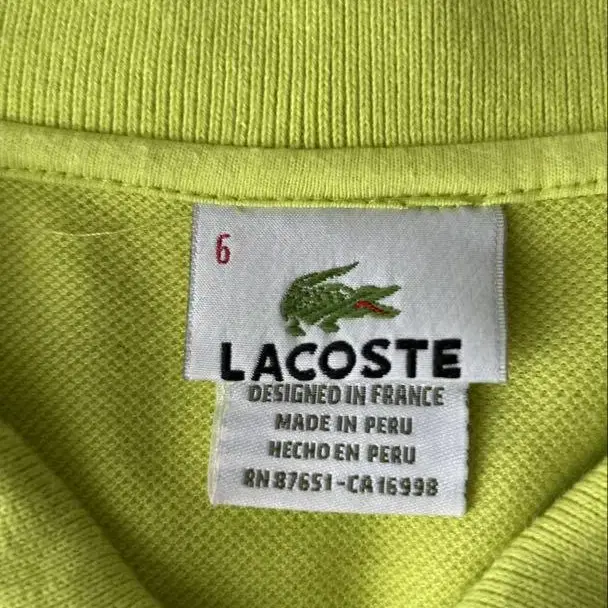 6
LACOSTE
DESIGNED IN FRANCE
MADE IN PERU
HECHO EN PERU
RN 87651-CA 16998